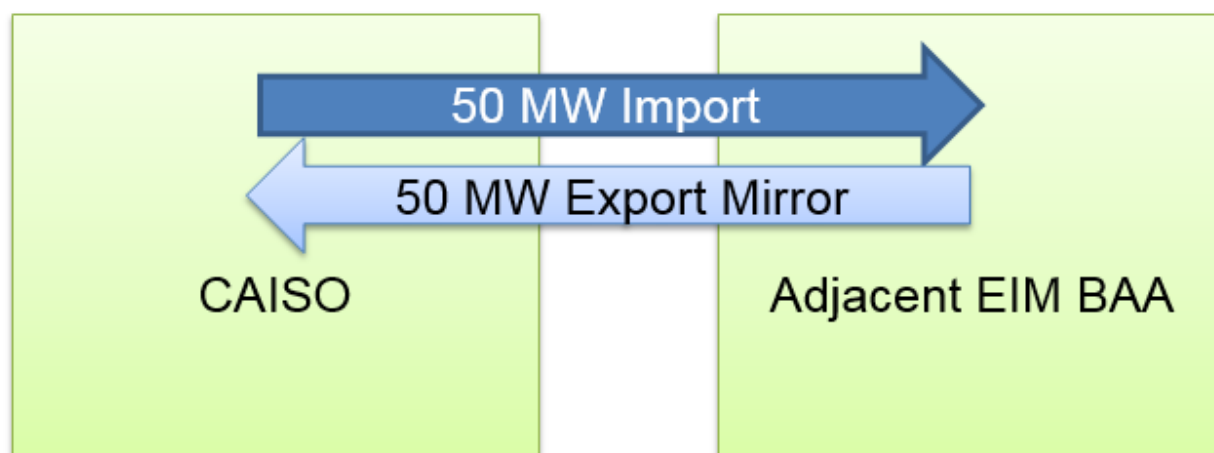 50 MW Import
50 MW Export Mirror
CAISO
Adjacent EIM BAA